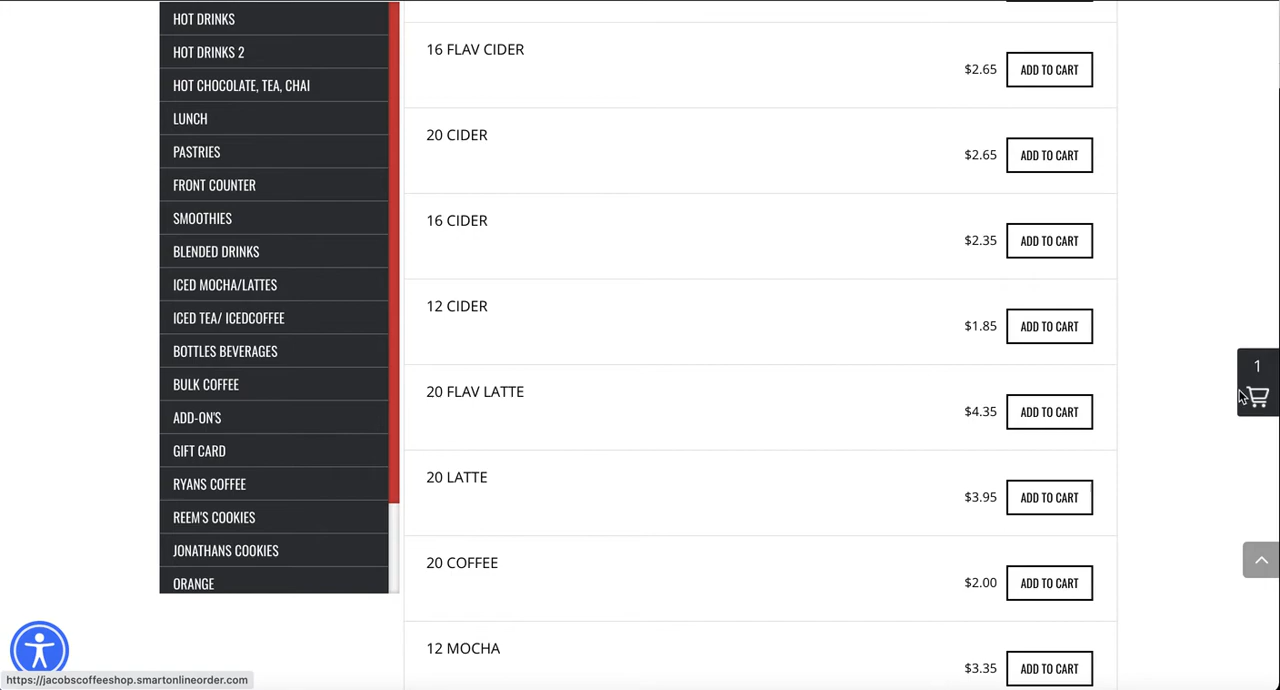 HOT DRINKS
HOT DRINKS 2
HOT CHOCOLATE, TEA, CHAI
LUNCH
PASTRIES
FRONT COUNTER
SMOOTHIES
BLENDED DRINKS
ICED MOCHA/LATTES
ICED TEA/ ICEDCOFFEE
BOTTLES BEVERAGES
BULK COFFEE
ADD-ON'S
GIFT CARD
RYANS COFFEE
REEM'S COOKIES
JONATHANS COOKIES
ORANGE
16 FLAV CIDER
$2.65 ADD TO CART
20 CIDER
$2.65 ADD TO CART
16 CIDER
$2.35 ADD TO CART
12 CIDER
$1.85 ADD TO CART
20 FLAV LATTE
$4.35 ADD TO CART
20 LATTE
$3.95 ADD TO CART
20 COFFEE
$2.00 ADD TO CART
12 MOCHA
$3.35 ADD TO CART
1
https://jacobscoffeeshop.smartonlineorder.com